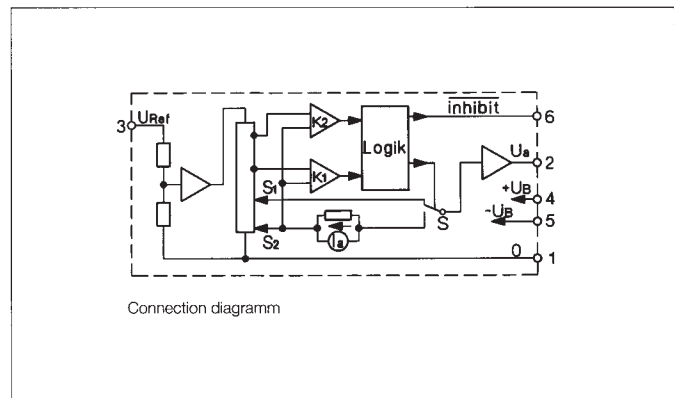 inhibit
6
3
URef
K2
Logik
Ua
2
K1
+UB
4
S1
-UB
5
S
S2
Ia
0
1
Connection diagramm